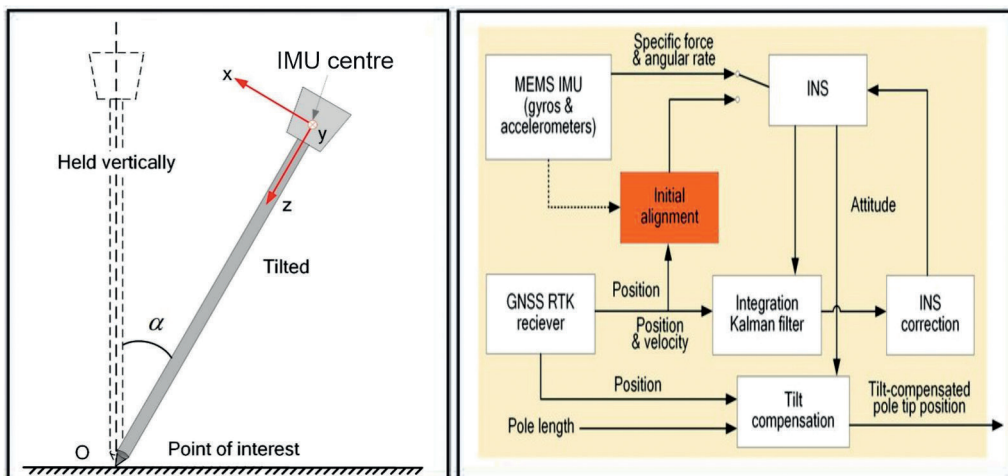 IMU centre
x
y
Held vertically
z
Tilted
α
O
Point of interest
Specific force
& angular rate
MEMS IMU
(gyros &
accelerometers)
INS
Initial
alignment
Attitude
GNSS RTK
reciever
Position
Position
& velocity
Integration
Kalman filter
INS
correction
Position
Pole length
Tilt
compensation
Tilt-compensated
pole tip position